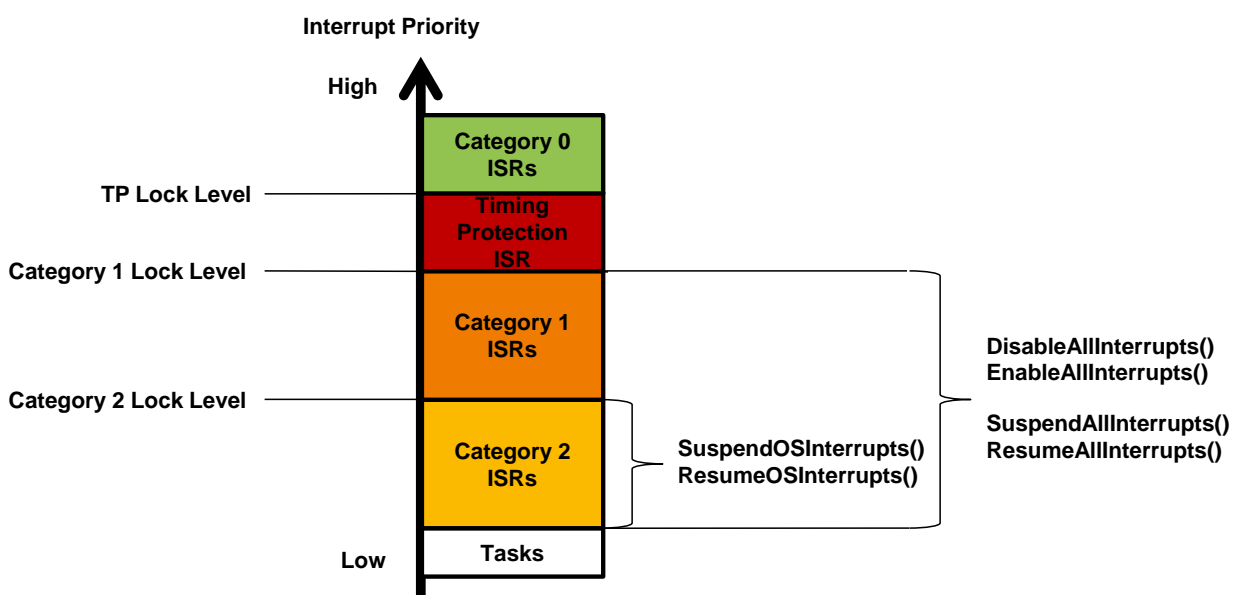 Interrupt Priority
High
Category 0
ISRs
TP Lock Level
Timing
Protection
ISR
Category 1 Lock Level
Category 1
ISRs
DisableAllInterrupts()
EnableAllInterrupts()
SuspendAllInterrupts()
ResumeAllInterrupts()
Category 2 Lock Level
Category 2
ISRs
SuspendOSInterrupts()
ResumeOSInterrupts()
Tasks
Low